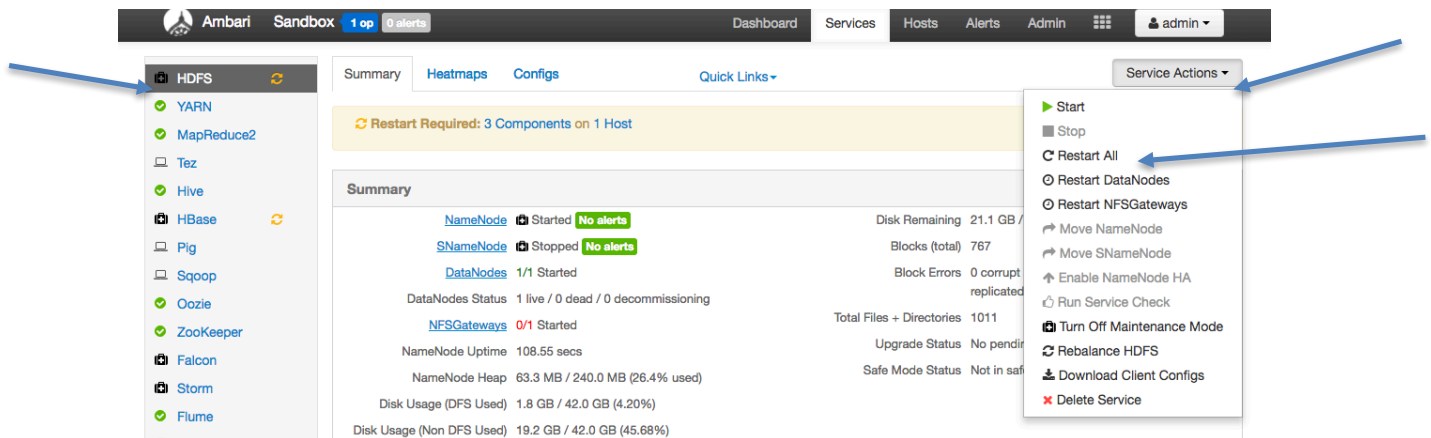 Ambari Sandbox 1 op 0 alerts Dashboard Services Hosts Alerts Admin admin
HDFS
YARN
MapReduce2
Tez
Hive
HBase
Pig
Sqoop
Oozie
ZooKeeper
Falcon
Storm
Flume
Summary Heatmaps Configs Quick Links Service Actions
Restart Required: 3 Components on 1 Host
Summary
NameNode Started No alerts
SNameNode Stopped No alerts
DataNodes 1/1 Started
DataNodes Status 1 live / 0 dead / 0 decommissioning
NFSGateways 0/1 Started
NameNode Uptime 108.55 secs
NameNode Heap 63.3 MB / 240.0 MB (26.4% used)
Disk Usage (DFS Used) 1.8 GB / 42.0 GB (4.20%)
Disk Usage (Non DFS Used) 19.2 GB / 42.0 GB (45.68%)
Disk Remaining 21.1 GB /
Blocks (total) 767
Block Errors 0 corrupt
replicated
Total Files + Directories 1011
Upgrade Status No pendin
Safe Mode Status Not in saf
Start
Stop
Restart All
Restart DataNodes
Restart NFSGateways
Move NameNode
Move SNameNode
Enable NameNode HA
Run Service Check
Turn Off Maintenance Mode
Rebalance HDFS
Download Client Configs
Delete Service